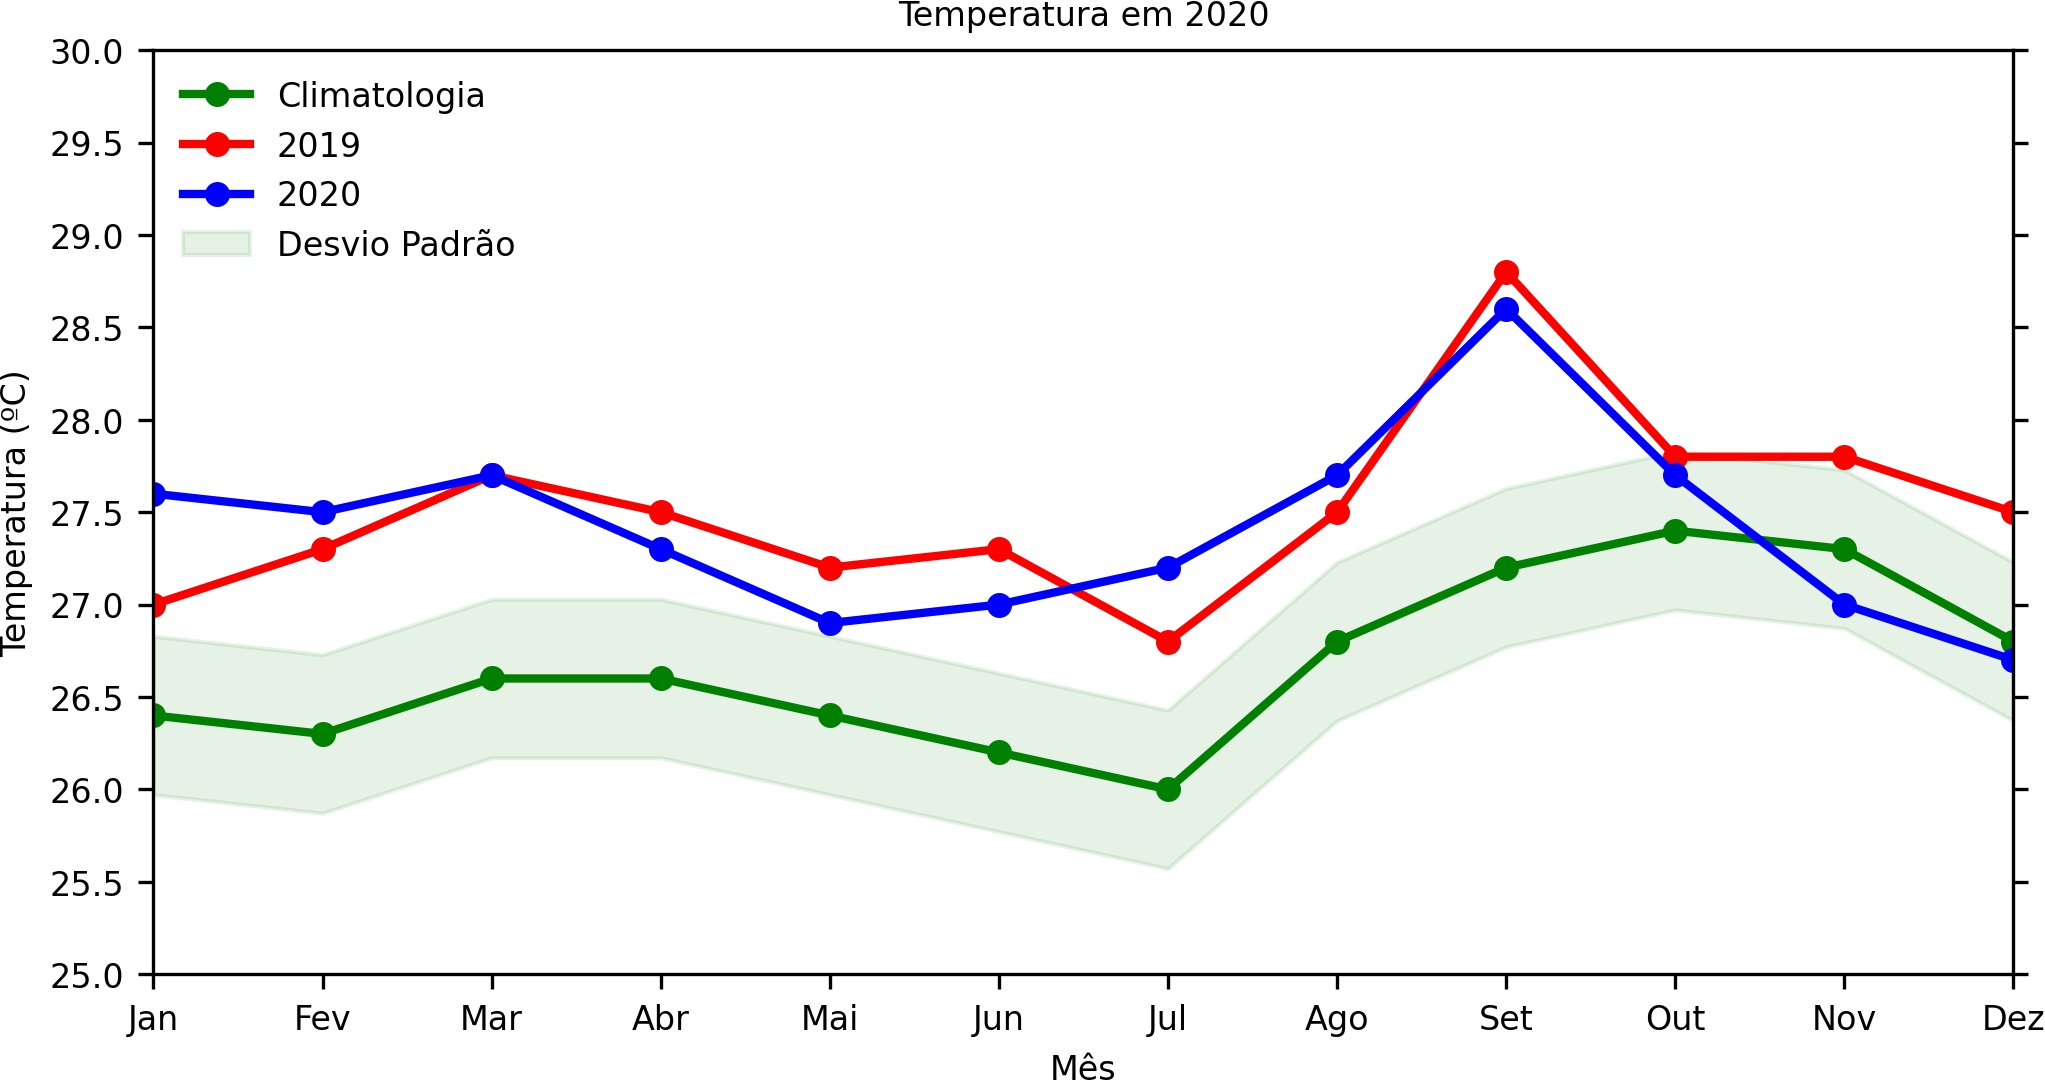 Temperatura em 2020
30.0
29.5
29.0
28.5
28.0
27.5
27.0
26.5
26.0
25.5
25.0
Temperatura (ºC)
Climatologia
2019
2020
Desvio Padrão
Jan Fev Mar Abr Mai Jun Jul Ago Set Out Nov Dez
Mês